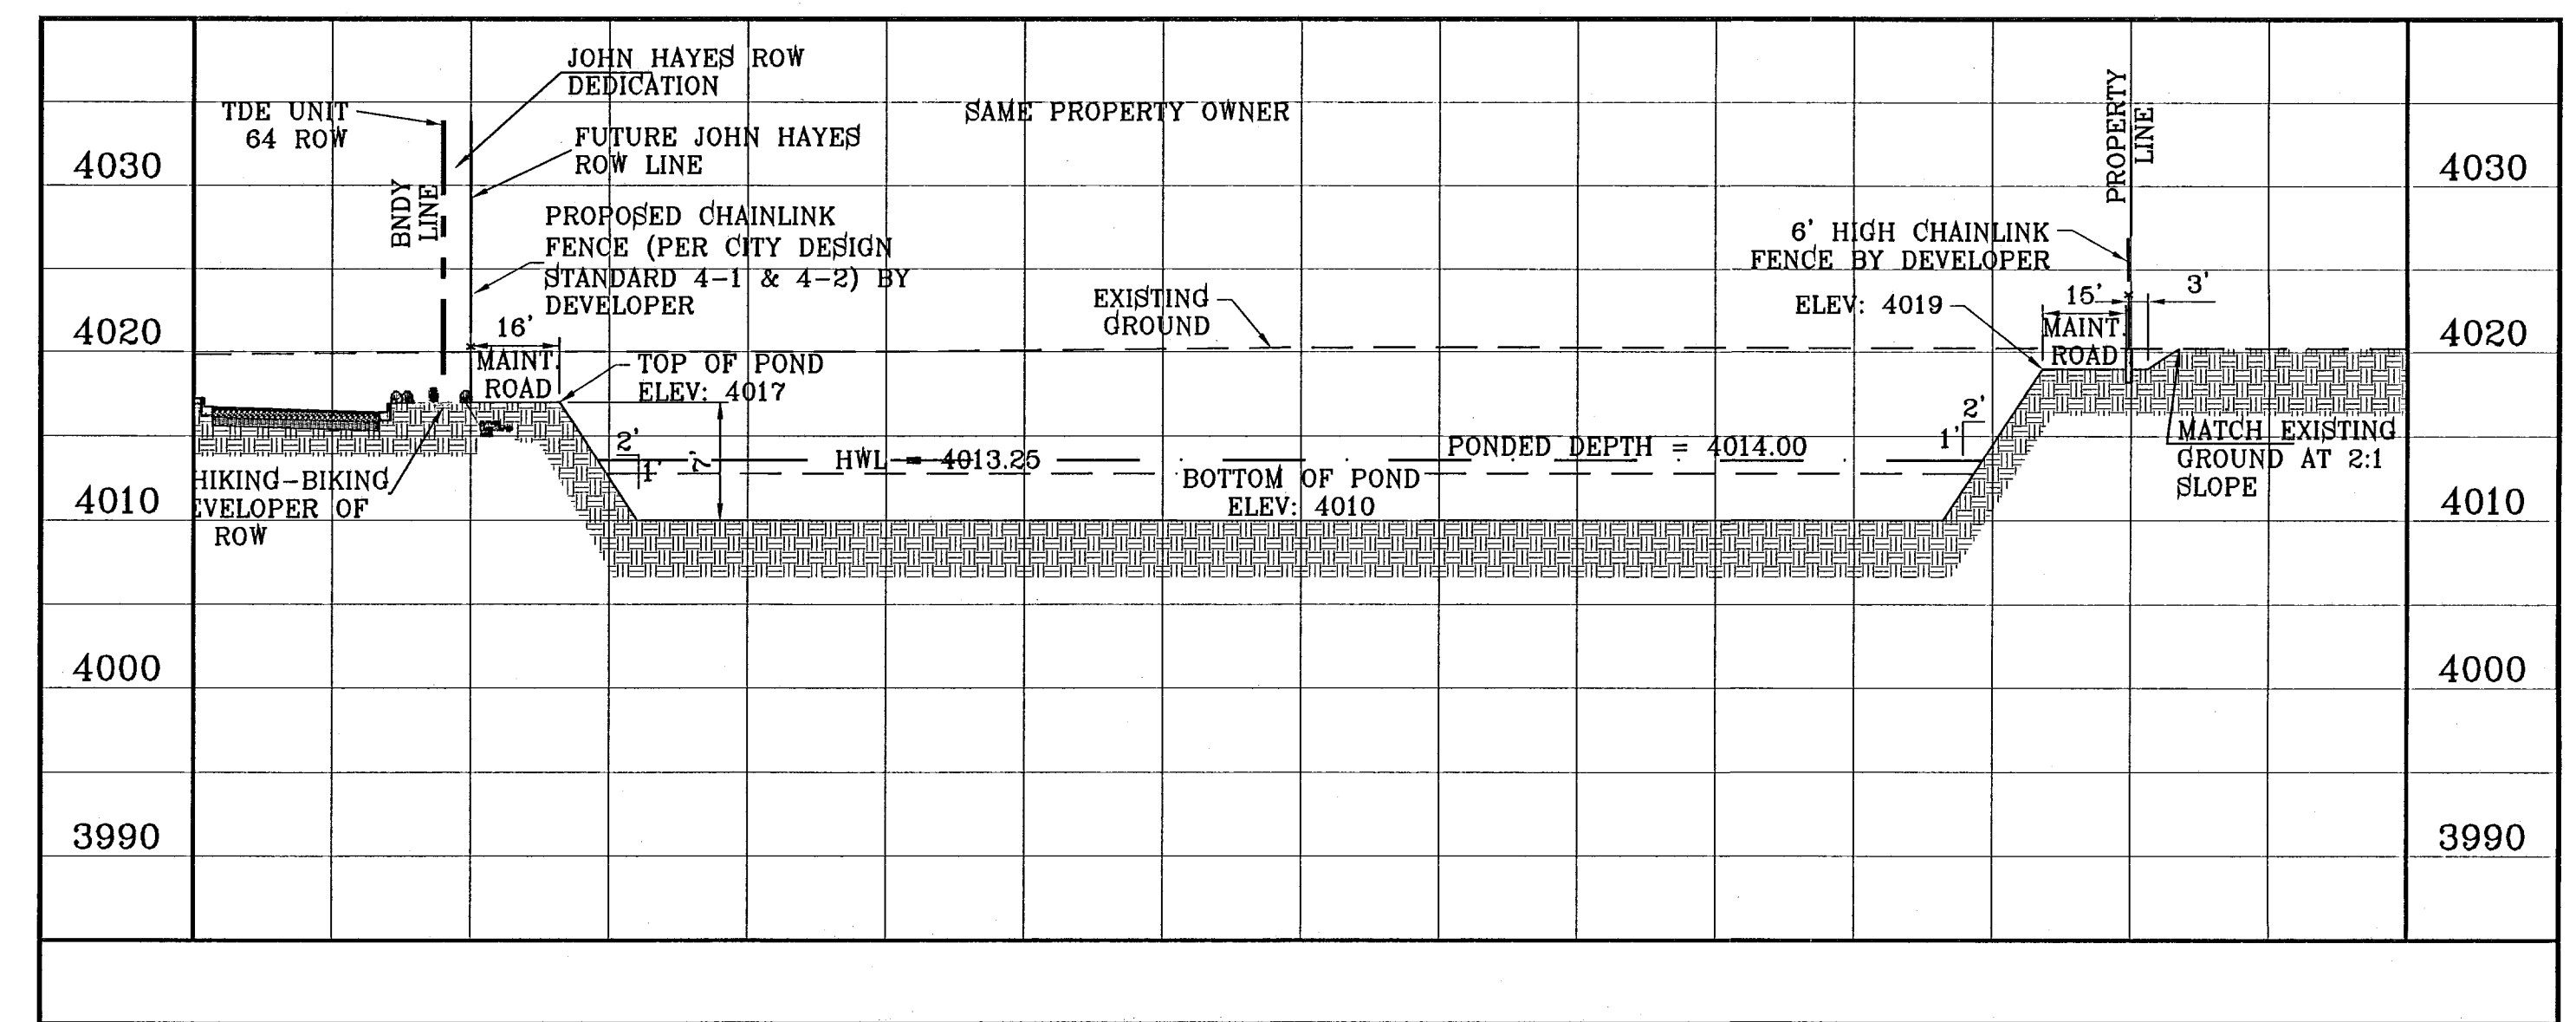 JOHN HAYES ROW
DEDICATION
TDE UNIT
64 ROW
SAME PROPERTY OWNER
FUTURE JOHN HAYES
ROW LINE
BNDY
LINE
PROPOSED CHAINLINK
FENCE (PER CITY DESIGN
STANDARD 4-1 & 4-2) BY
DEVELOPER
PROPERTY
LINE
6' HIGH CHAINLINK
FENCE BY DEVELOPER
4030
4030
EXISTING
GROUND
ELEV: 4019
15'
3'
16'
MAINT.
ROAD
MAINT.
ROAD
4020
4020
TOP OF POND
ELEV: 4017
2'
1'
7'
HWL 4013.25
PONDED DEPTH = 4014.00
2'
1'
BOTTOM OF POND
ELEV: 4010
MATCH EXISTING
GROUND AT 2:1
SLOPE
HIKING-BIKING
EVELOPER OF
ROW
4010
4010
4000
4000
3990
3990